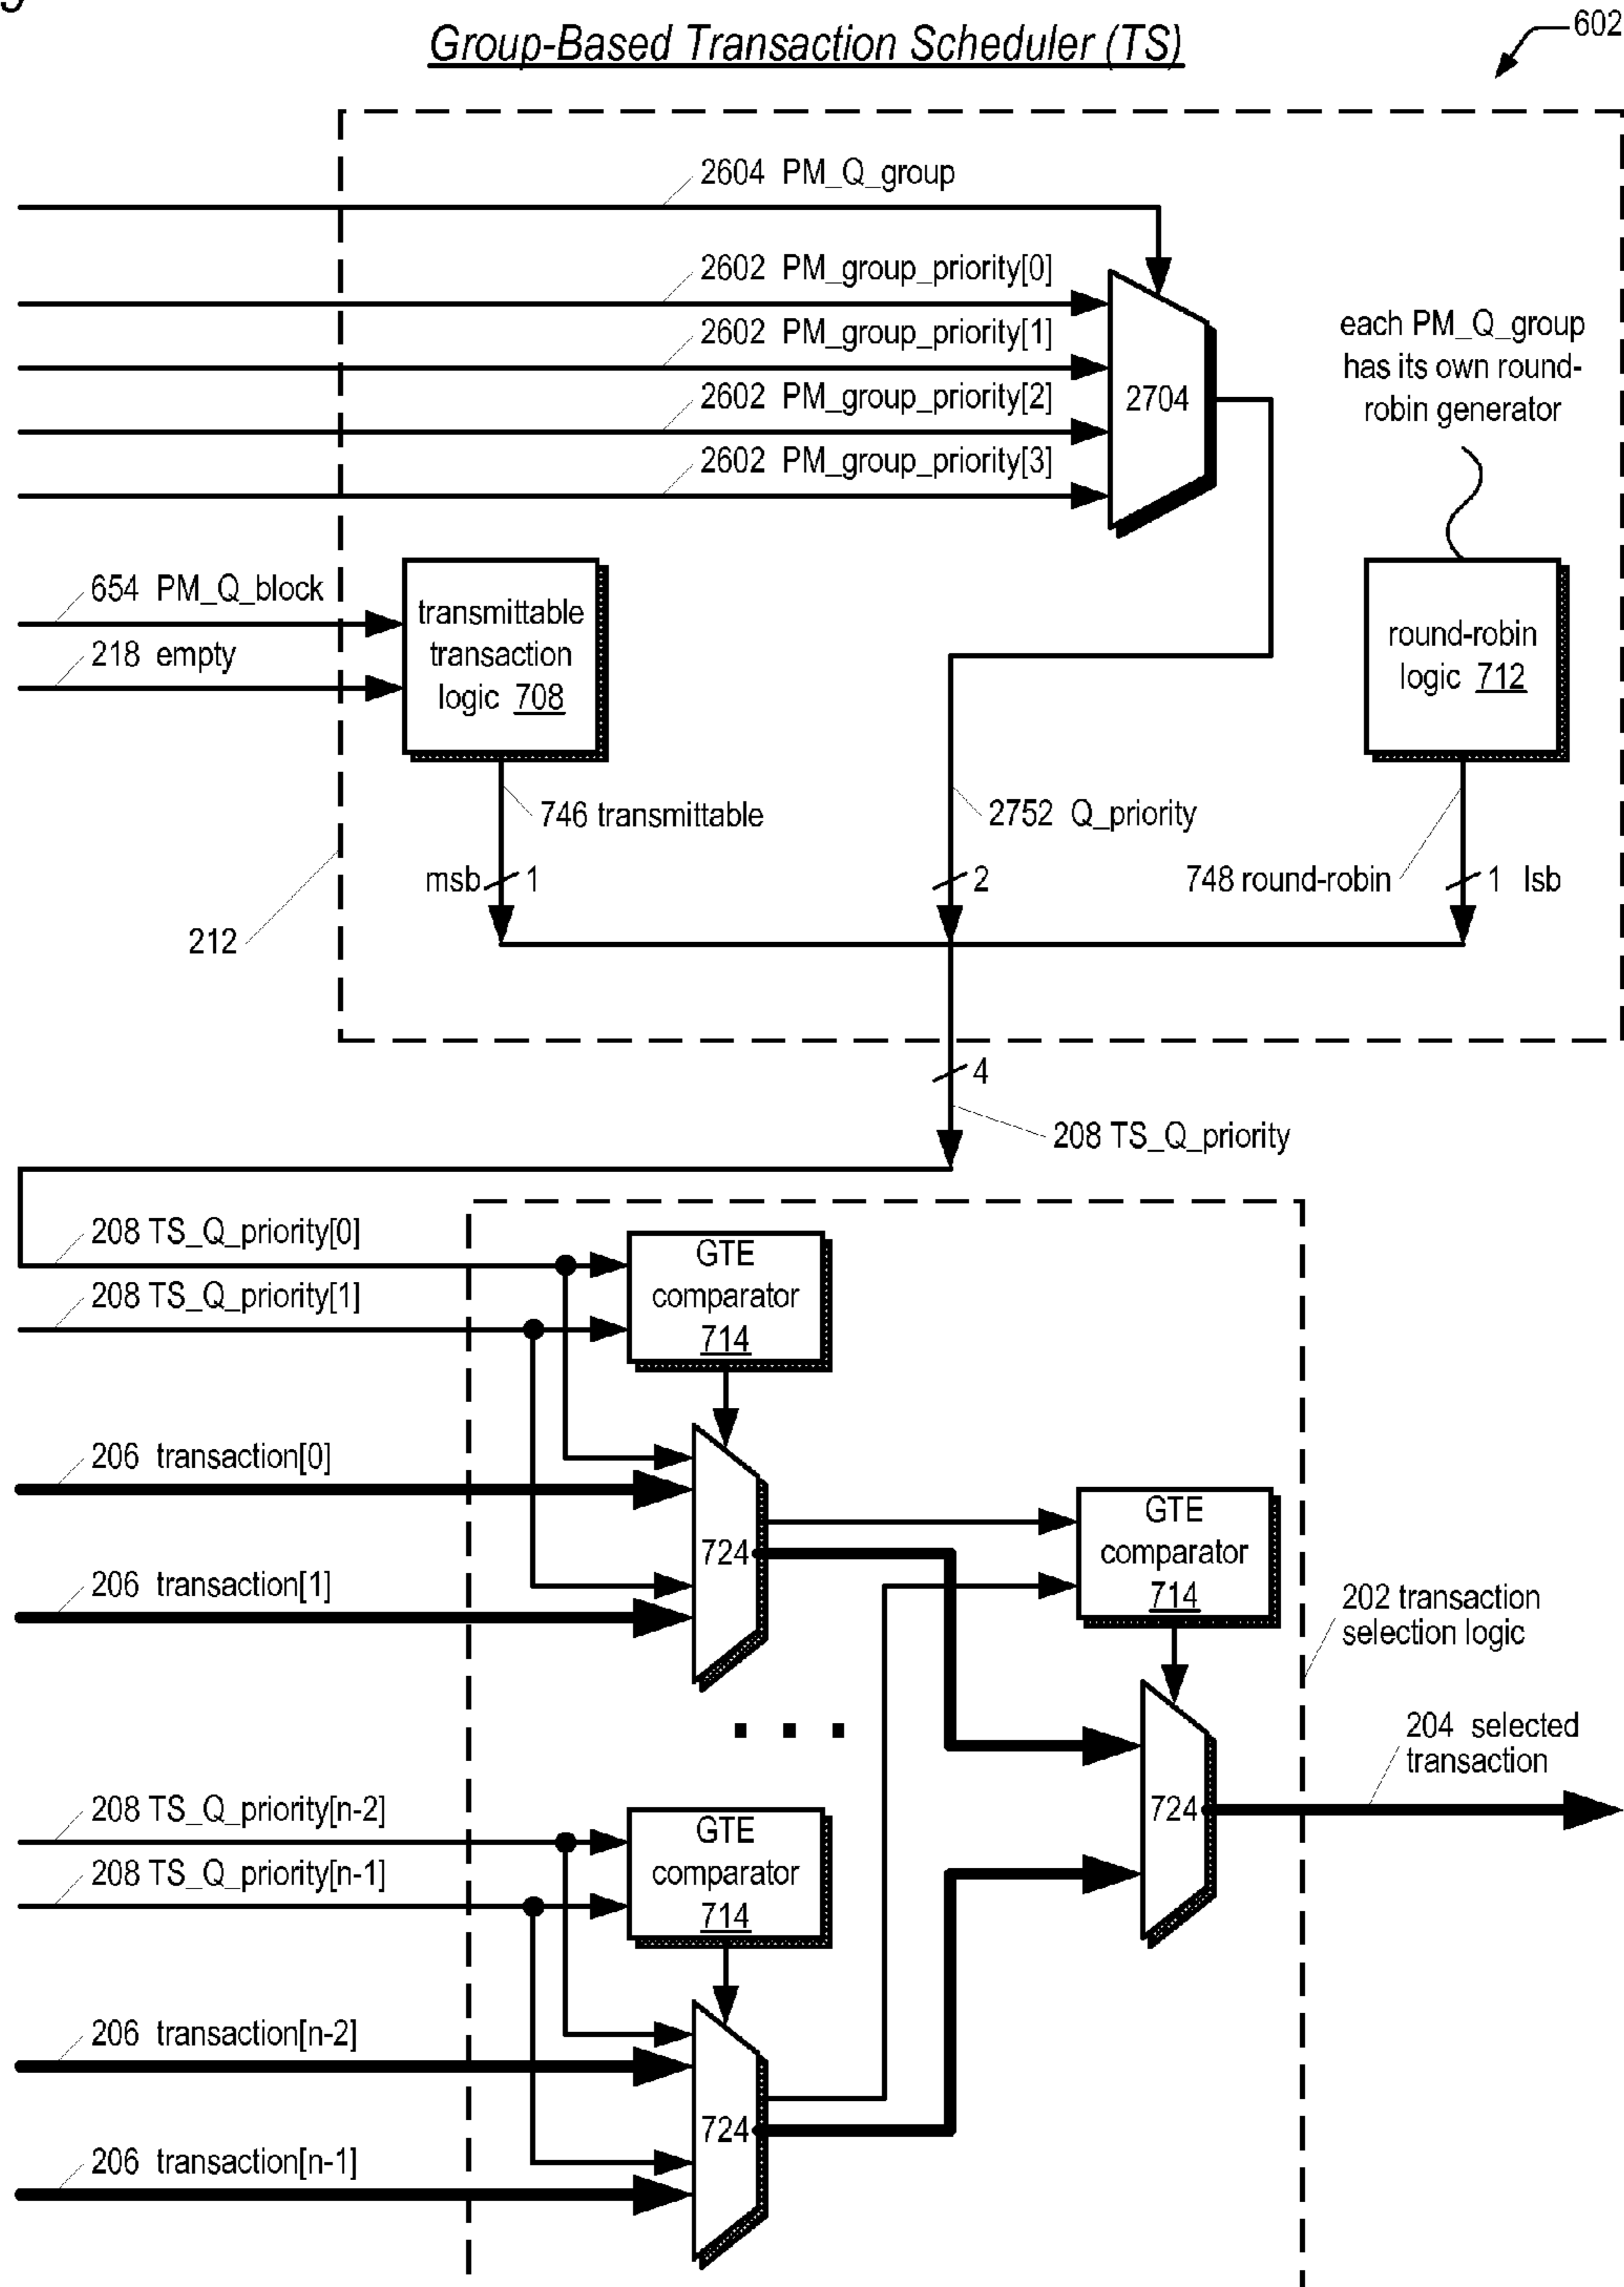 Group-Based Transaction Scheduler (TS)
602
2604 PM_Q_group
2602 PM_group_priority[0]
2602 PM_group_priority[1]
2602 PM_group_priority[2]
2602 PM_group_priority[3]
2704
each PM_Q_group
has its own round-
robin generator
654 PM_Q_block
218 empty
transmittable
transaction
logic 708
round-robin
logic 712
746 transmittable
2752 Q_priority
748 round-robin
msb 1
2
1 lsb
212
4
208 TS_Q_priority
208 TS_Q_priority[0]
208 TS_Q_priority[1]
GTE
comparator
714
206 transaction[0]
206 transaction[1]
724
GTE
comparator
714
202 transaction
selection logic
. . .
204 selected
transaction
724
208 TS_Q_priority[n-2]
208 TS_Q_priority[n-1]
GTE
comparator
714
206 transaction[n-2]
206 transaction[n-1]
724